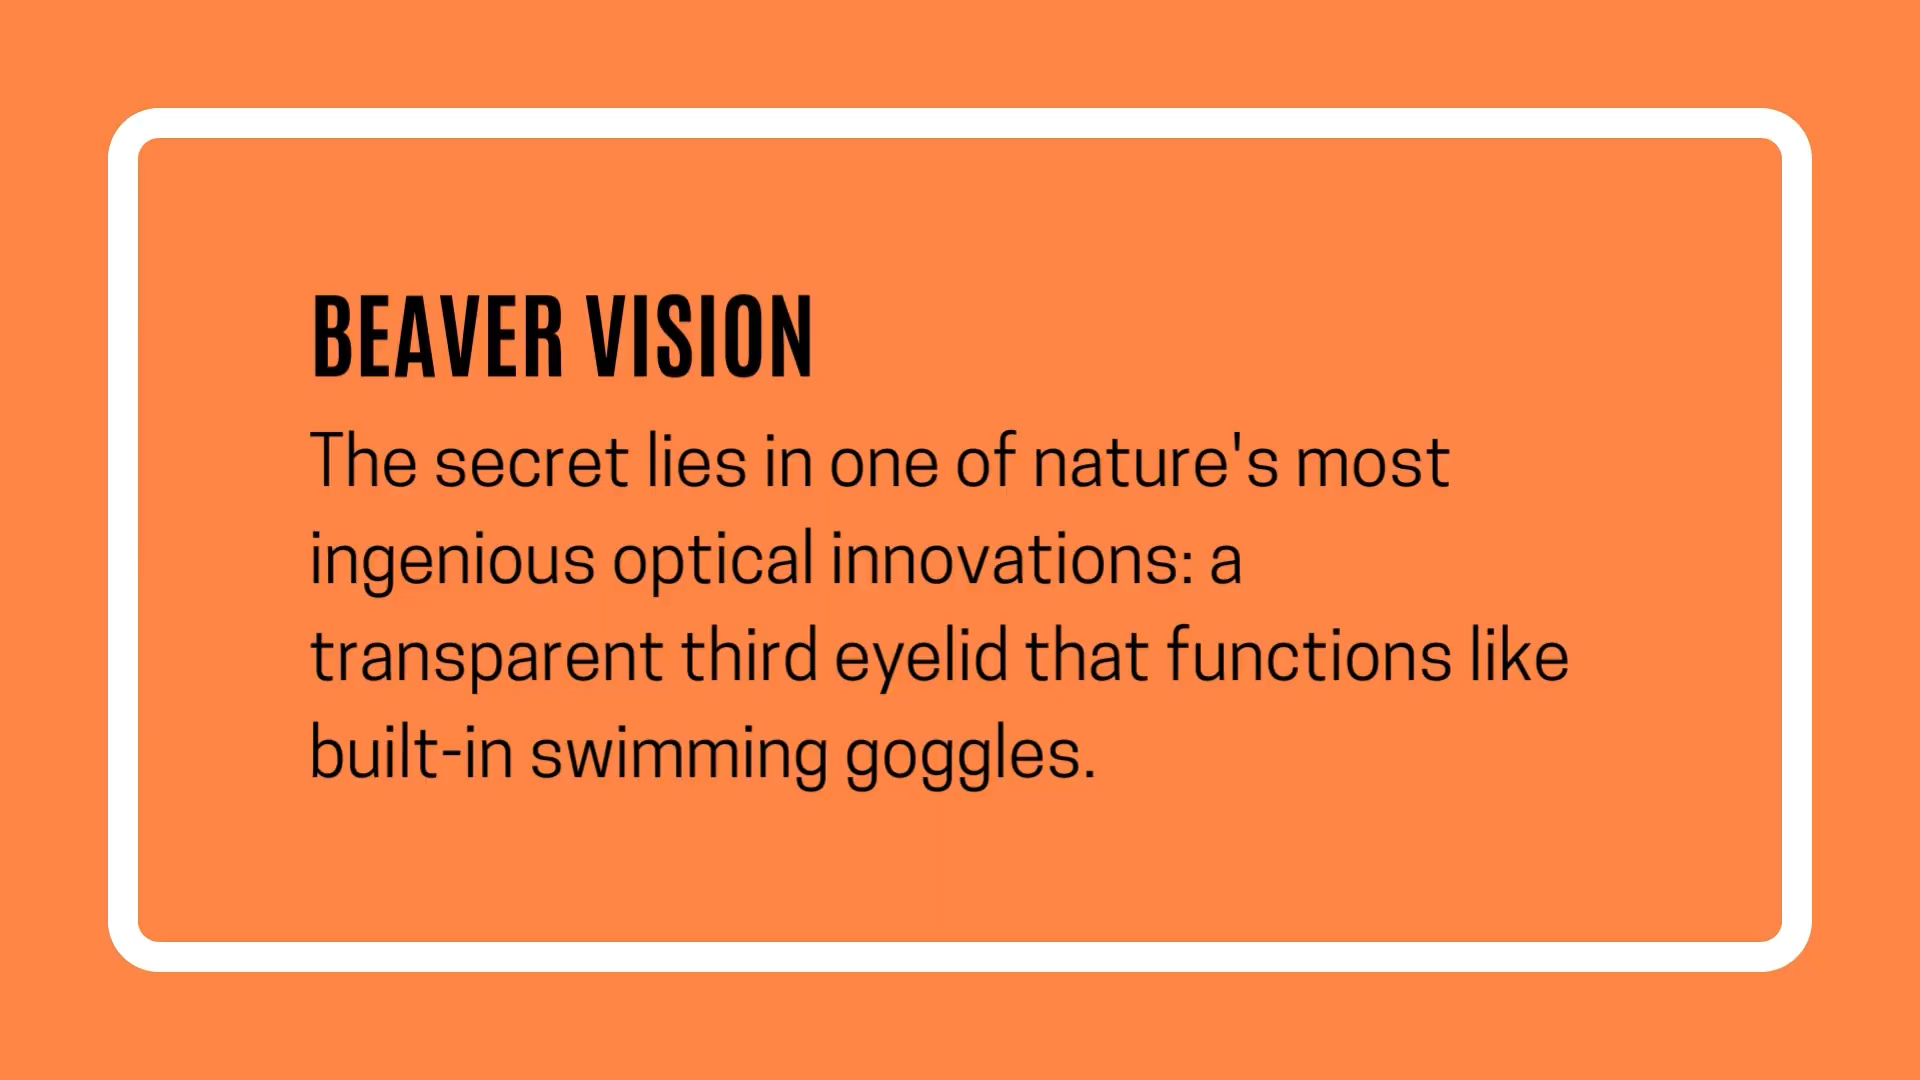 BEAVER VISION
The secret lies in one of nature's most
ingenious optical innovations: a
transparent third eyelid that functions like
built-in swimming goggles.